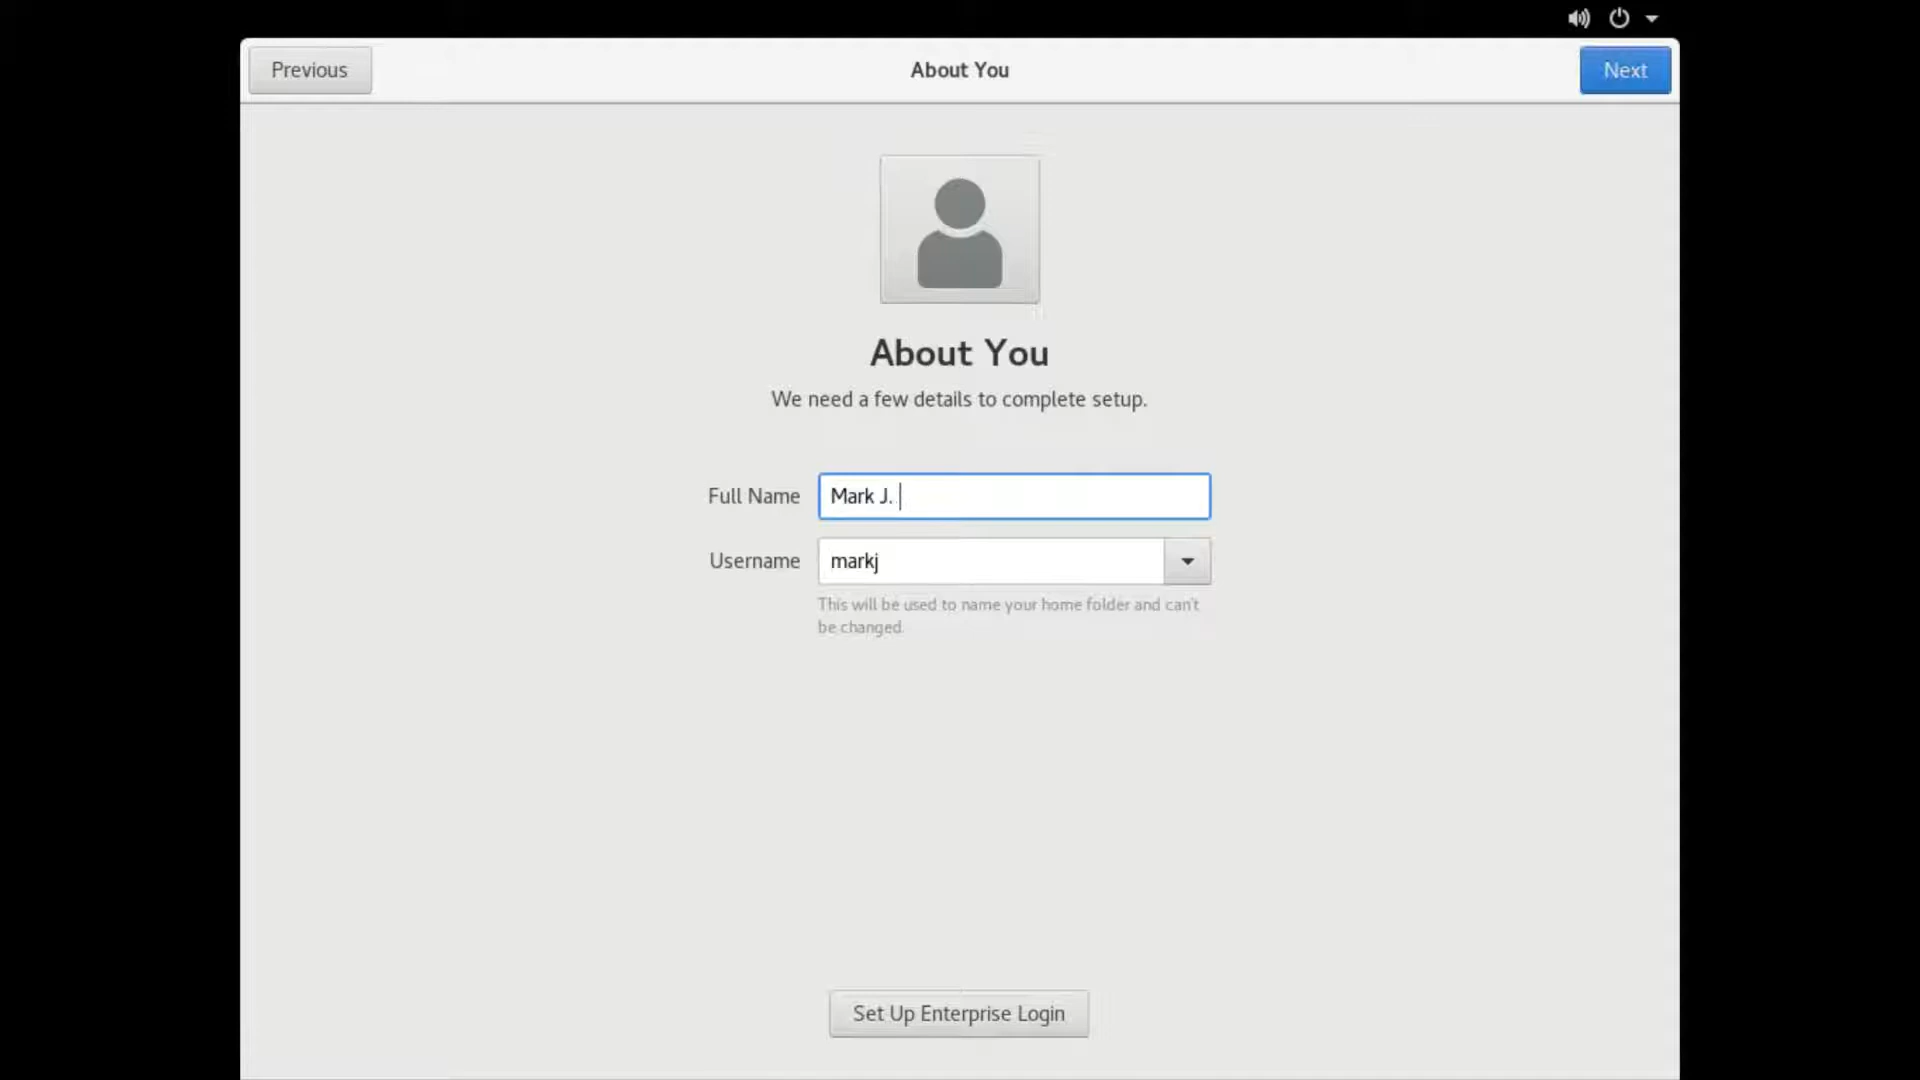 Previous
About You
Next
About You
We need a few details to complete setup.
Full Name
Mark J.
Username
markj
This will be used to name your home folder and can't
be changed.
Set Up Enterprise Login